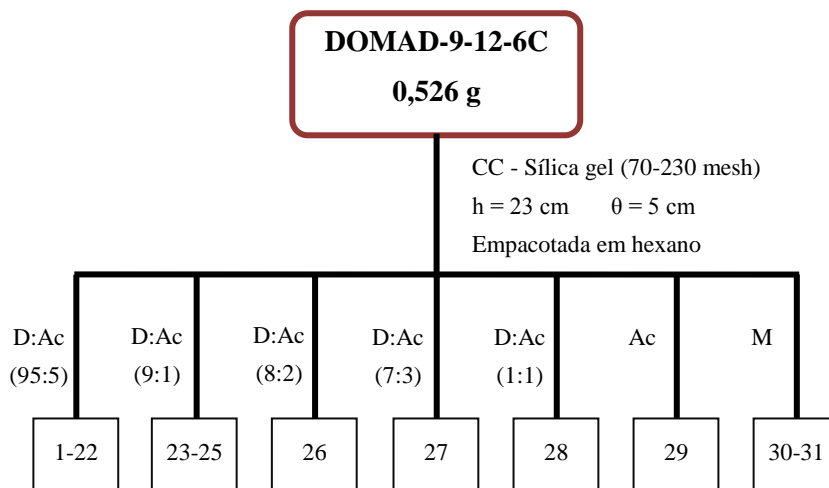 DOMAD-9-12-6C
0,526 g
CC - Sílica gel (70-230 mesh)
h = 23 cm θ = 5 cm
Empacotada em hexano
D:Ac
(95:5)
D:Ac
(9:1)
D:Ac
(8:2)
D:Ac
(7:3)
D:Ac
(1:1)
Ac
M
1-22
23-25
26
27
28
29
30-31